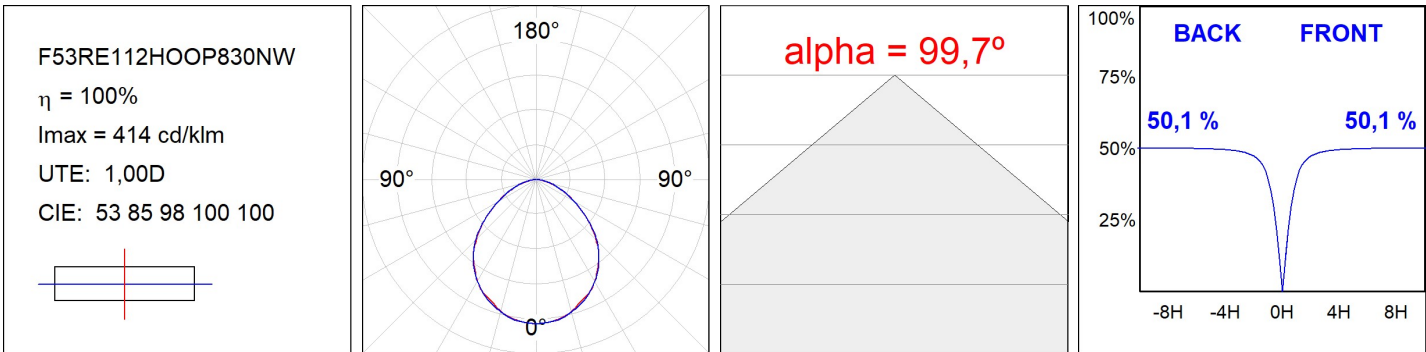 F53RE112HOOP830NW
η = 100%
Imax = 414 cd/klm
UTE: 1,00D
CIE: 53 85 98 100 100
180°
90° 90°
0°
alpha = 99,7º
100%
BACK FRONT
75%
50,1 % 50,1 %
50%
25%
-8H -4H 0H 4H 8H